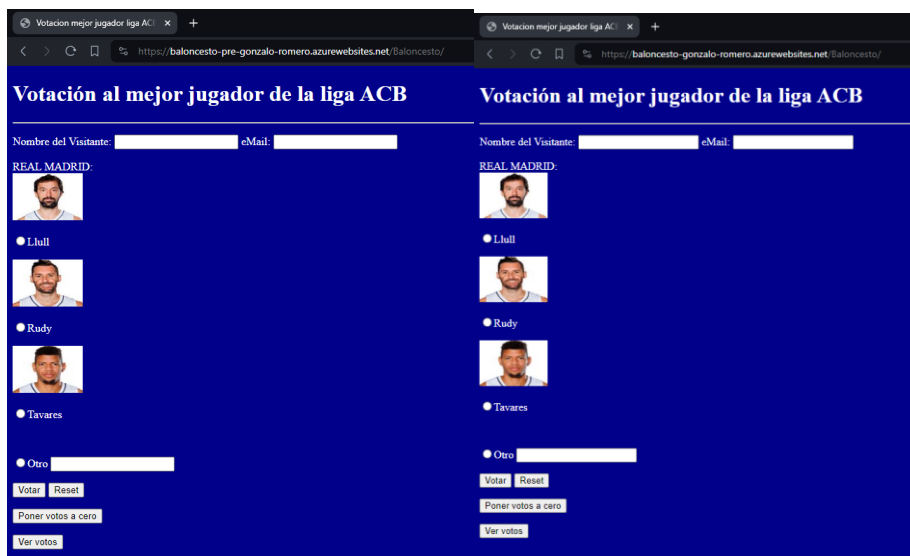 Votacion mejor jugador liga ACB
https://baloncesto-pre-gonzalo-romero.azurewebsites.net/Baloncesto/
Votación al mejor jugador de la liga ACB
Nombre del Visitante: eMail:
REAL MADRID:
Llull
Rudy
Tavares
Otro
Votar Reset
Poner votos a cero
Ver votos
Votacion mejor jugador liga ACB
https://baloncesto-gonzalo-romero.azurewebsites.net/Baloncesto/
Votación al mejor jugador de la liga ACB
Nombre del Visitante: eMail:
REAL MADRID:
Llull
Rudy
Tavares
Otro
Votar Reset
Poner votos a cero
Ver votos